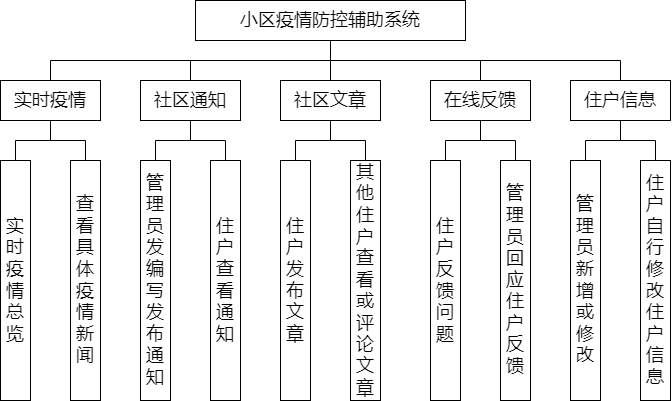 小区疫情防控辅助系统
实时疫情
社区通知
社区文章
在线反馈
住户信息
实时疫情总览
查看具体疫情新闻
管理员发编写发布通知
住户查看通知
住户发布文章
其他住户查看或评论文章
住户反馈问题
管理员回应住户反馈
管理员新增或修改
住户自行修改住户信息